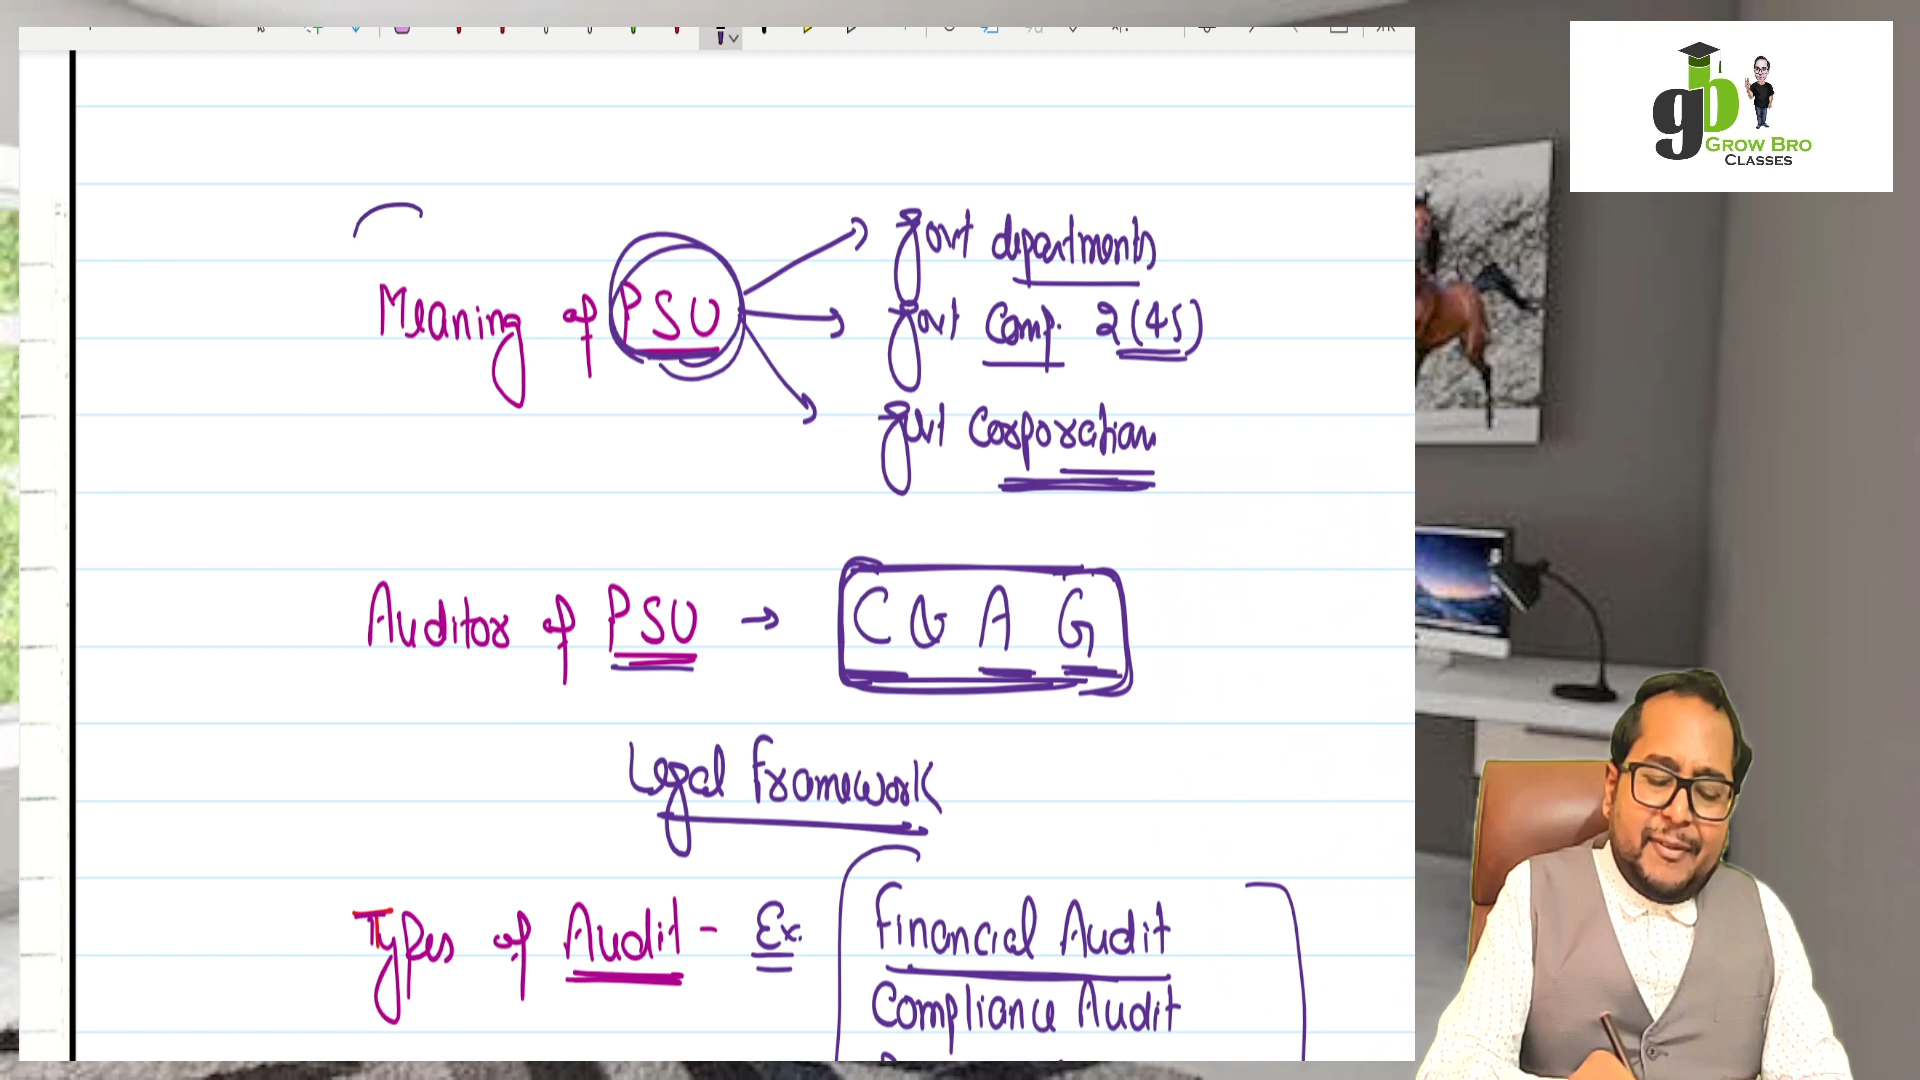 gb
GROW BRO
CLASSES
govt departments
Meaning of PSU
govt Comp. 2(45)
govt Corporation
Auditor of PSU → C & A G
Legal Framework
Types of Audit - Ex. Financial Audit
Compliance Audit